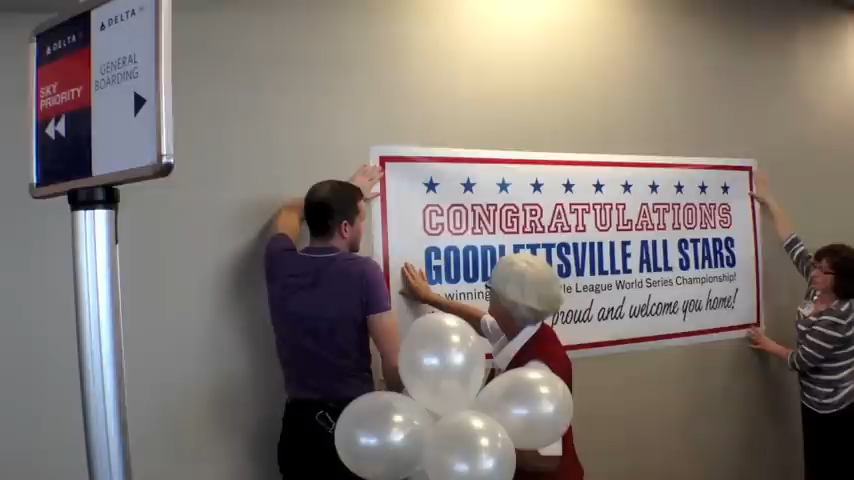 DELTA
SKY
PRIORITY
DELTA
GENERAL
BOARDING
CONGRATULATIONS
GOODLETTSVILLE ALL STARS
winning League World Series Championship!
proud and welcome you home!